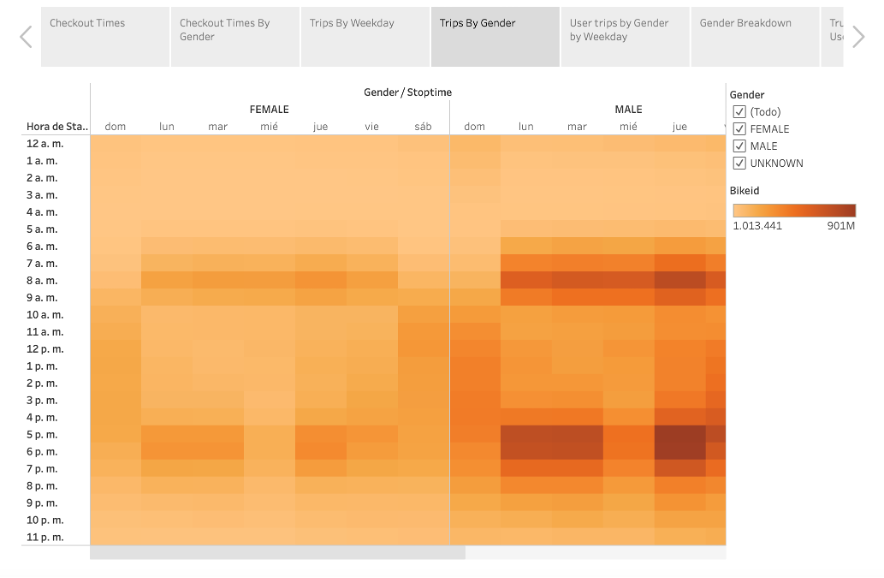 Checkout Times
Checkout Times By
Gender
Trips By Weekday
Trips By Gender
User trips by Gender
by Weekday
Gender Breakdown
Gender / Stoptime
FEMALE
MALE
Hora de Sta..
dom lun mar mié jue vie sáb dom lun mar mié jue
12 a. m.
1 a. m.
2 a. m.
3 a. m.
4 a. m.
5 a. m.
6 a. m.
7 a. m.
8 a. m.
9 a. m.
10 a. m.
11 a. m.
12 p. m.
1 p. m.
2 p. m.
3 p. m.
4 p. m.
5 p. m.
6 p. m.
7 p. m.
8 p. m.
9 p. m.
10 p. m.
11 p. m.
Gender
(Todo)
FEMALE
MALE
UNKNOWN
Bikeid
1.013.441 901M